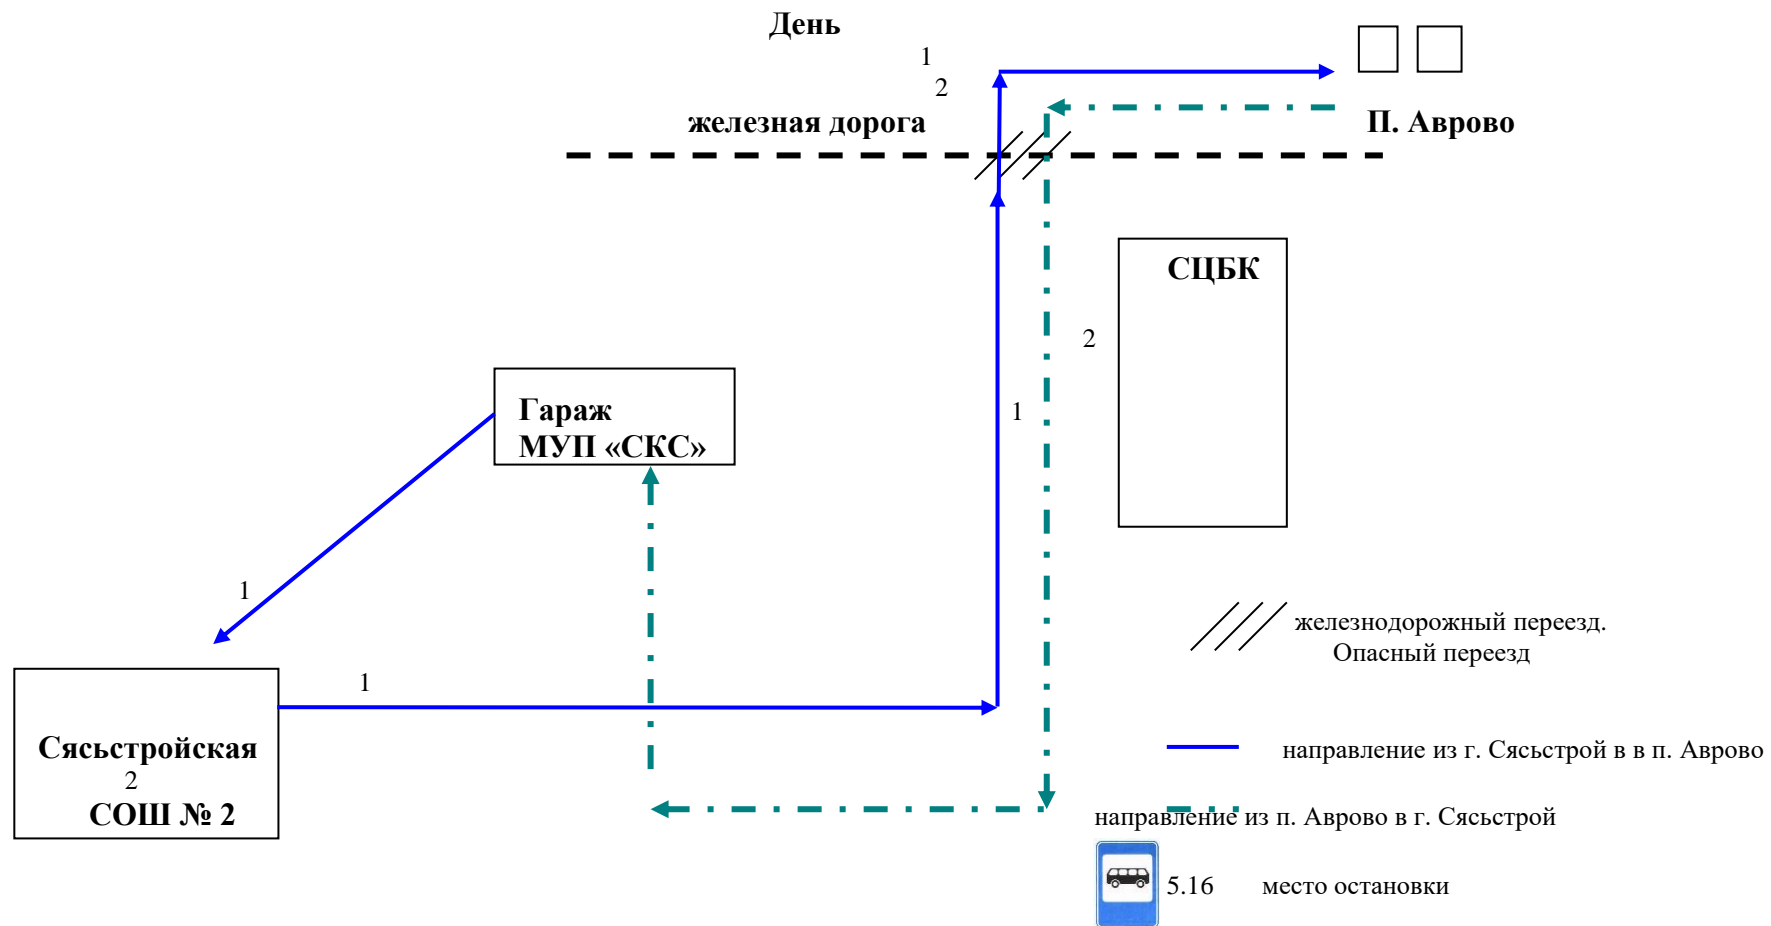 День
1
2
железная дорога
П. Аврово
СЦБК
2
Гараж
МУП «СКС»
1
1
железнодорожный переезд.
Опасный переезд
1
Сясьстройская
2
СОШ № 2
направление из г. Сясьстрой в в п. Аврово
направление из п. Аврово в г. Сясьстрой
5.16 место остановки